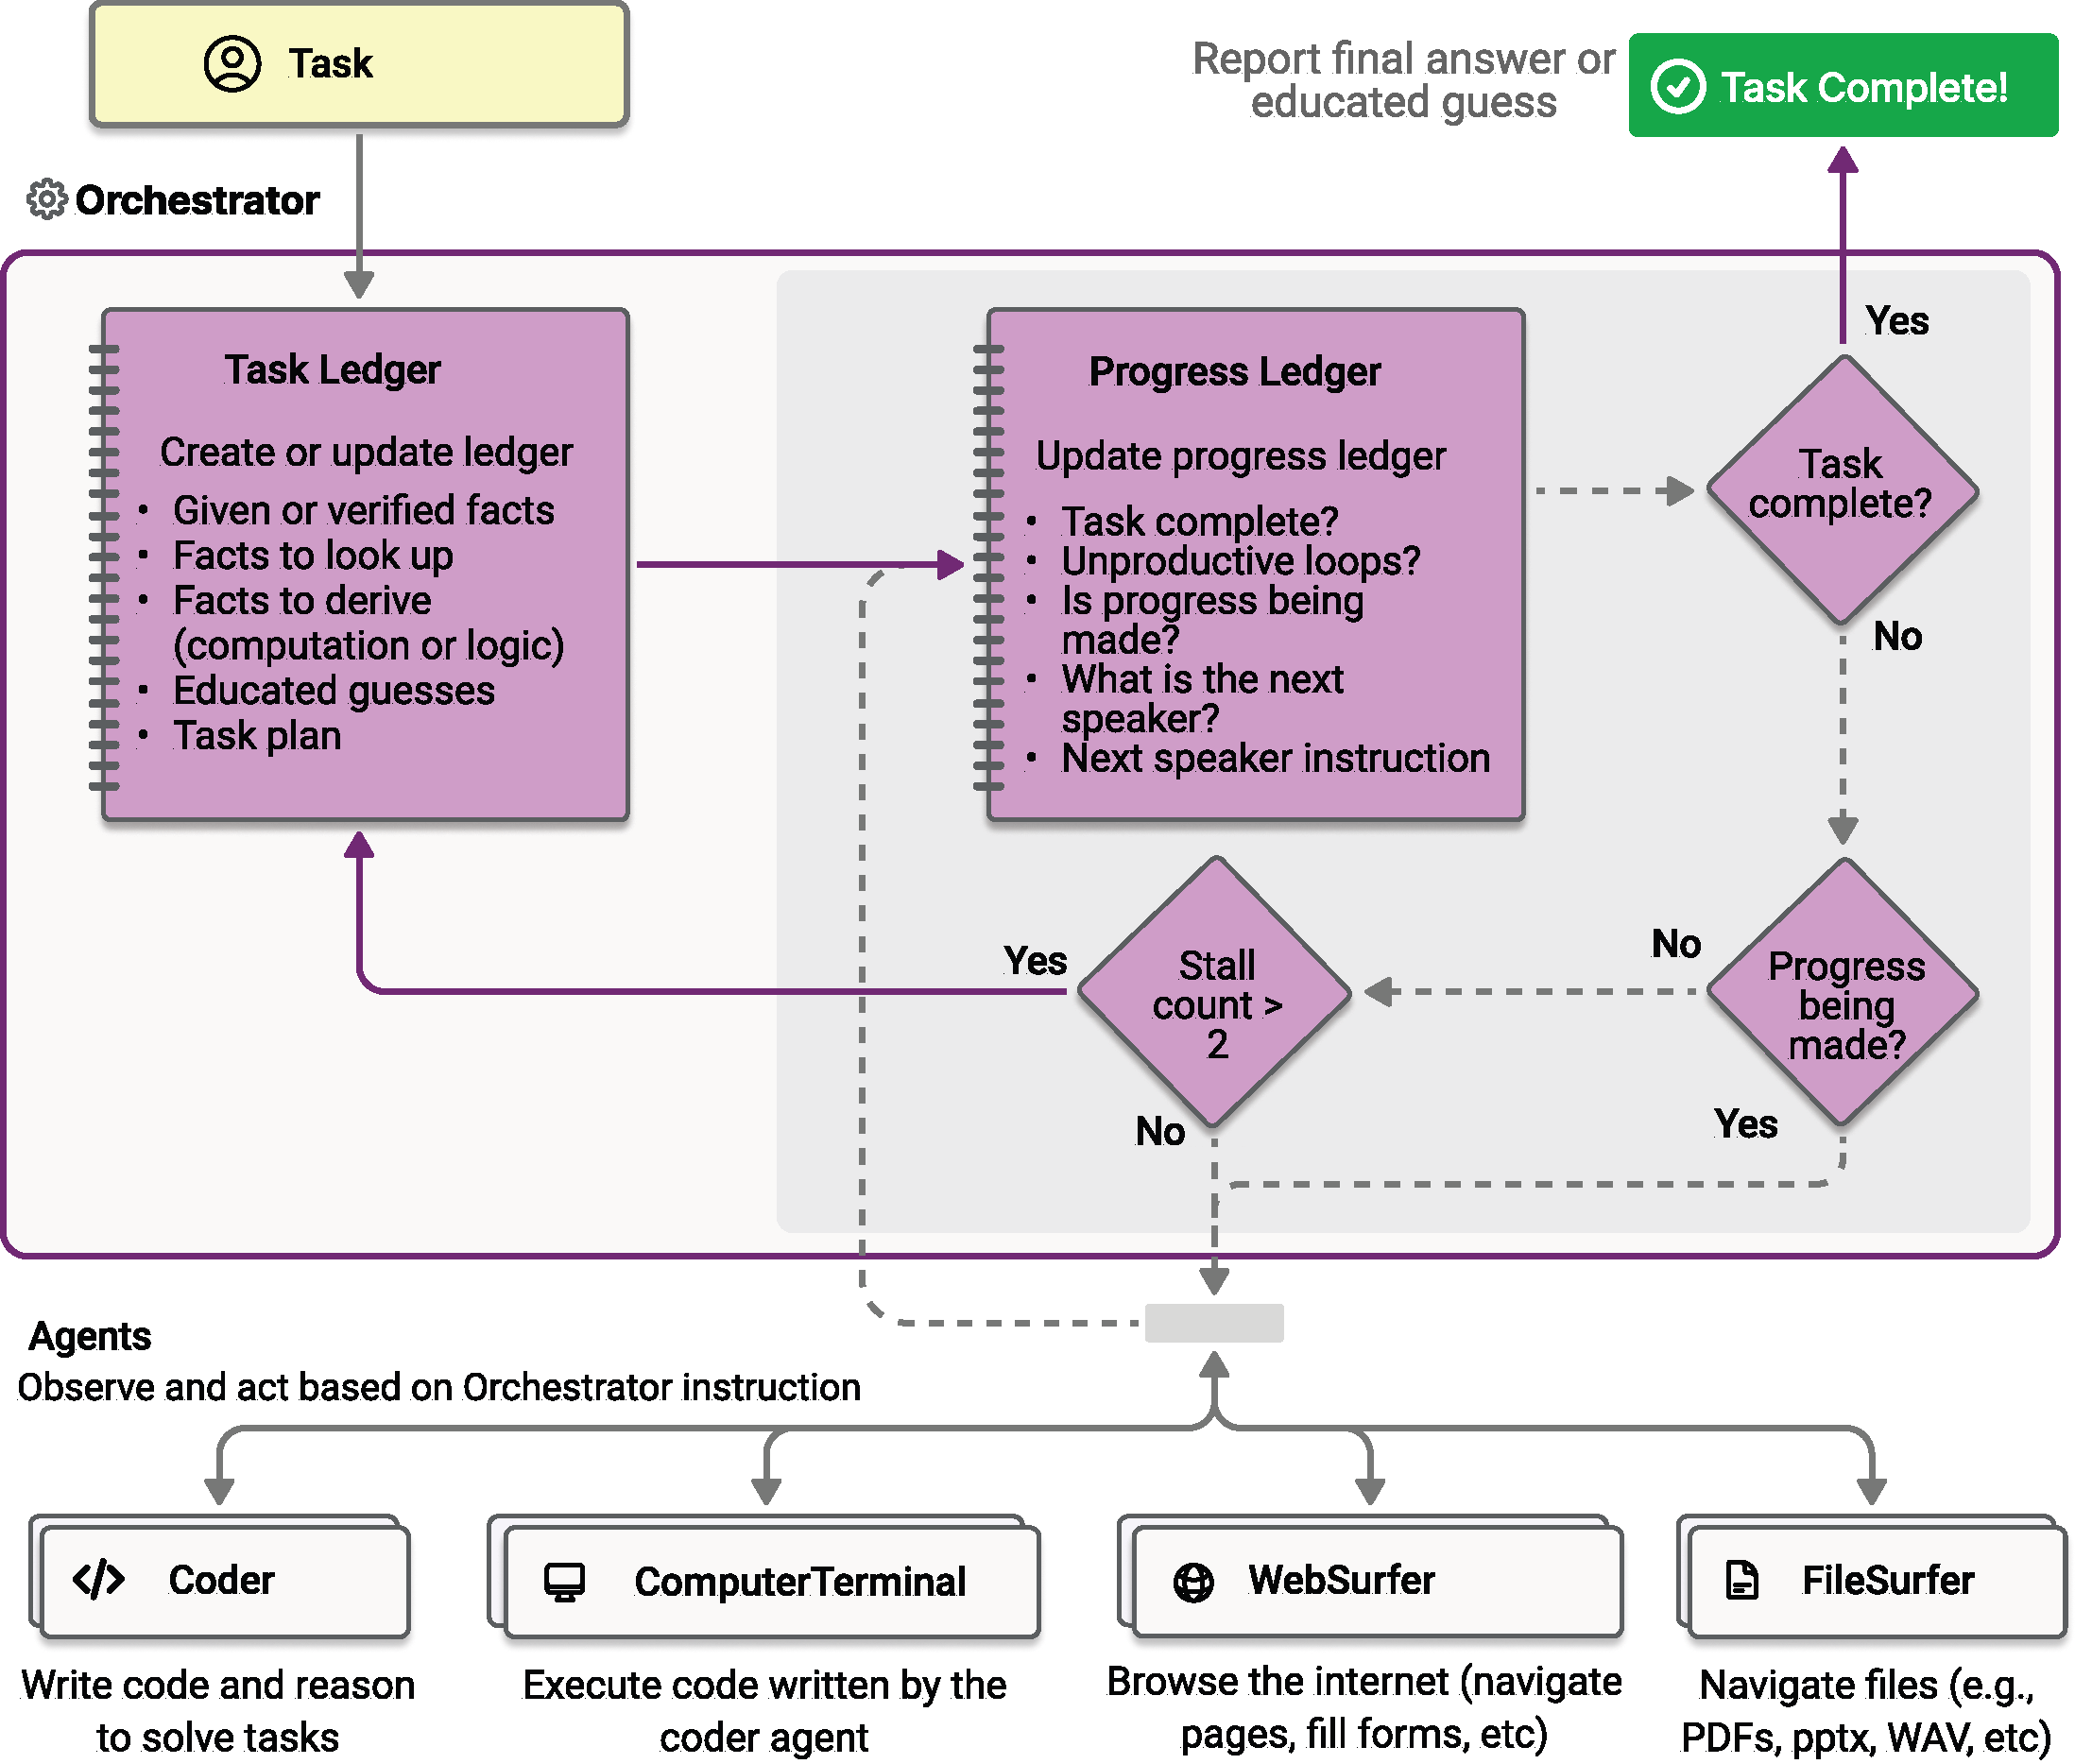 Task
Report final answer or
educated guess
Task Complete!
Orchestrator
Task Ledger
Create or update ledger
• Given or verified facts
• Facts to look up
• Facts to derive
(computation or logic)
• Educated guesses
• Task plan
Progress Ledger
Update progress ledger
• Task complete?
• Unproductive loops?
• Is progress being
made?
• What is the next
speaker?
• Next speaker instruction
Yes
Task
complete?
No
Progress
being
made?
No
Yes
Stall
count >
2
Yes
No
Agents
Observe and act based on Orchestrator instruction
</> Coder
Write code and reason
to solve tasks
ComputerTerminal
Execute code written by the
coder agent
WebSurfer
Browse the internet (navigate
pages, fill forms, etc)
FileSurfer
Navigate files (e.g.,
PDFs, pptx, WAV, etc)